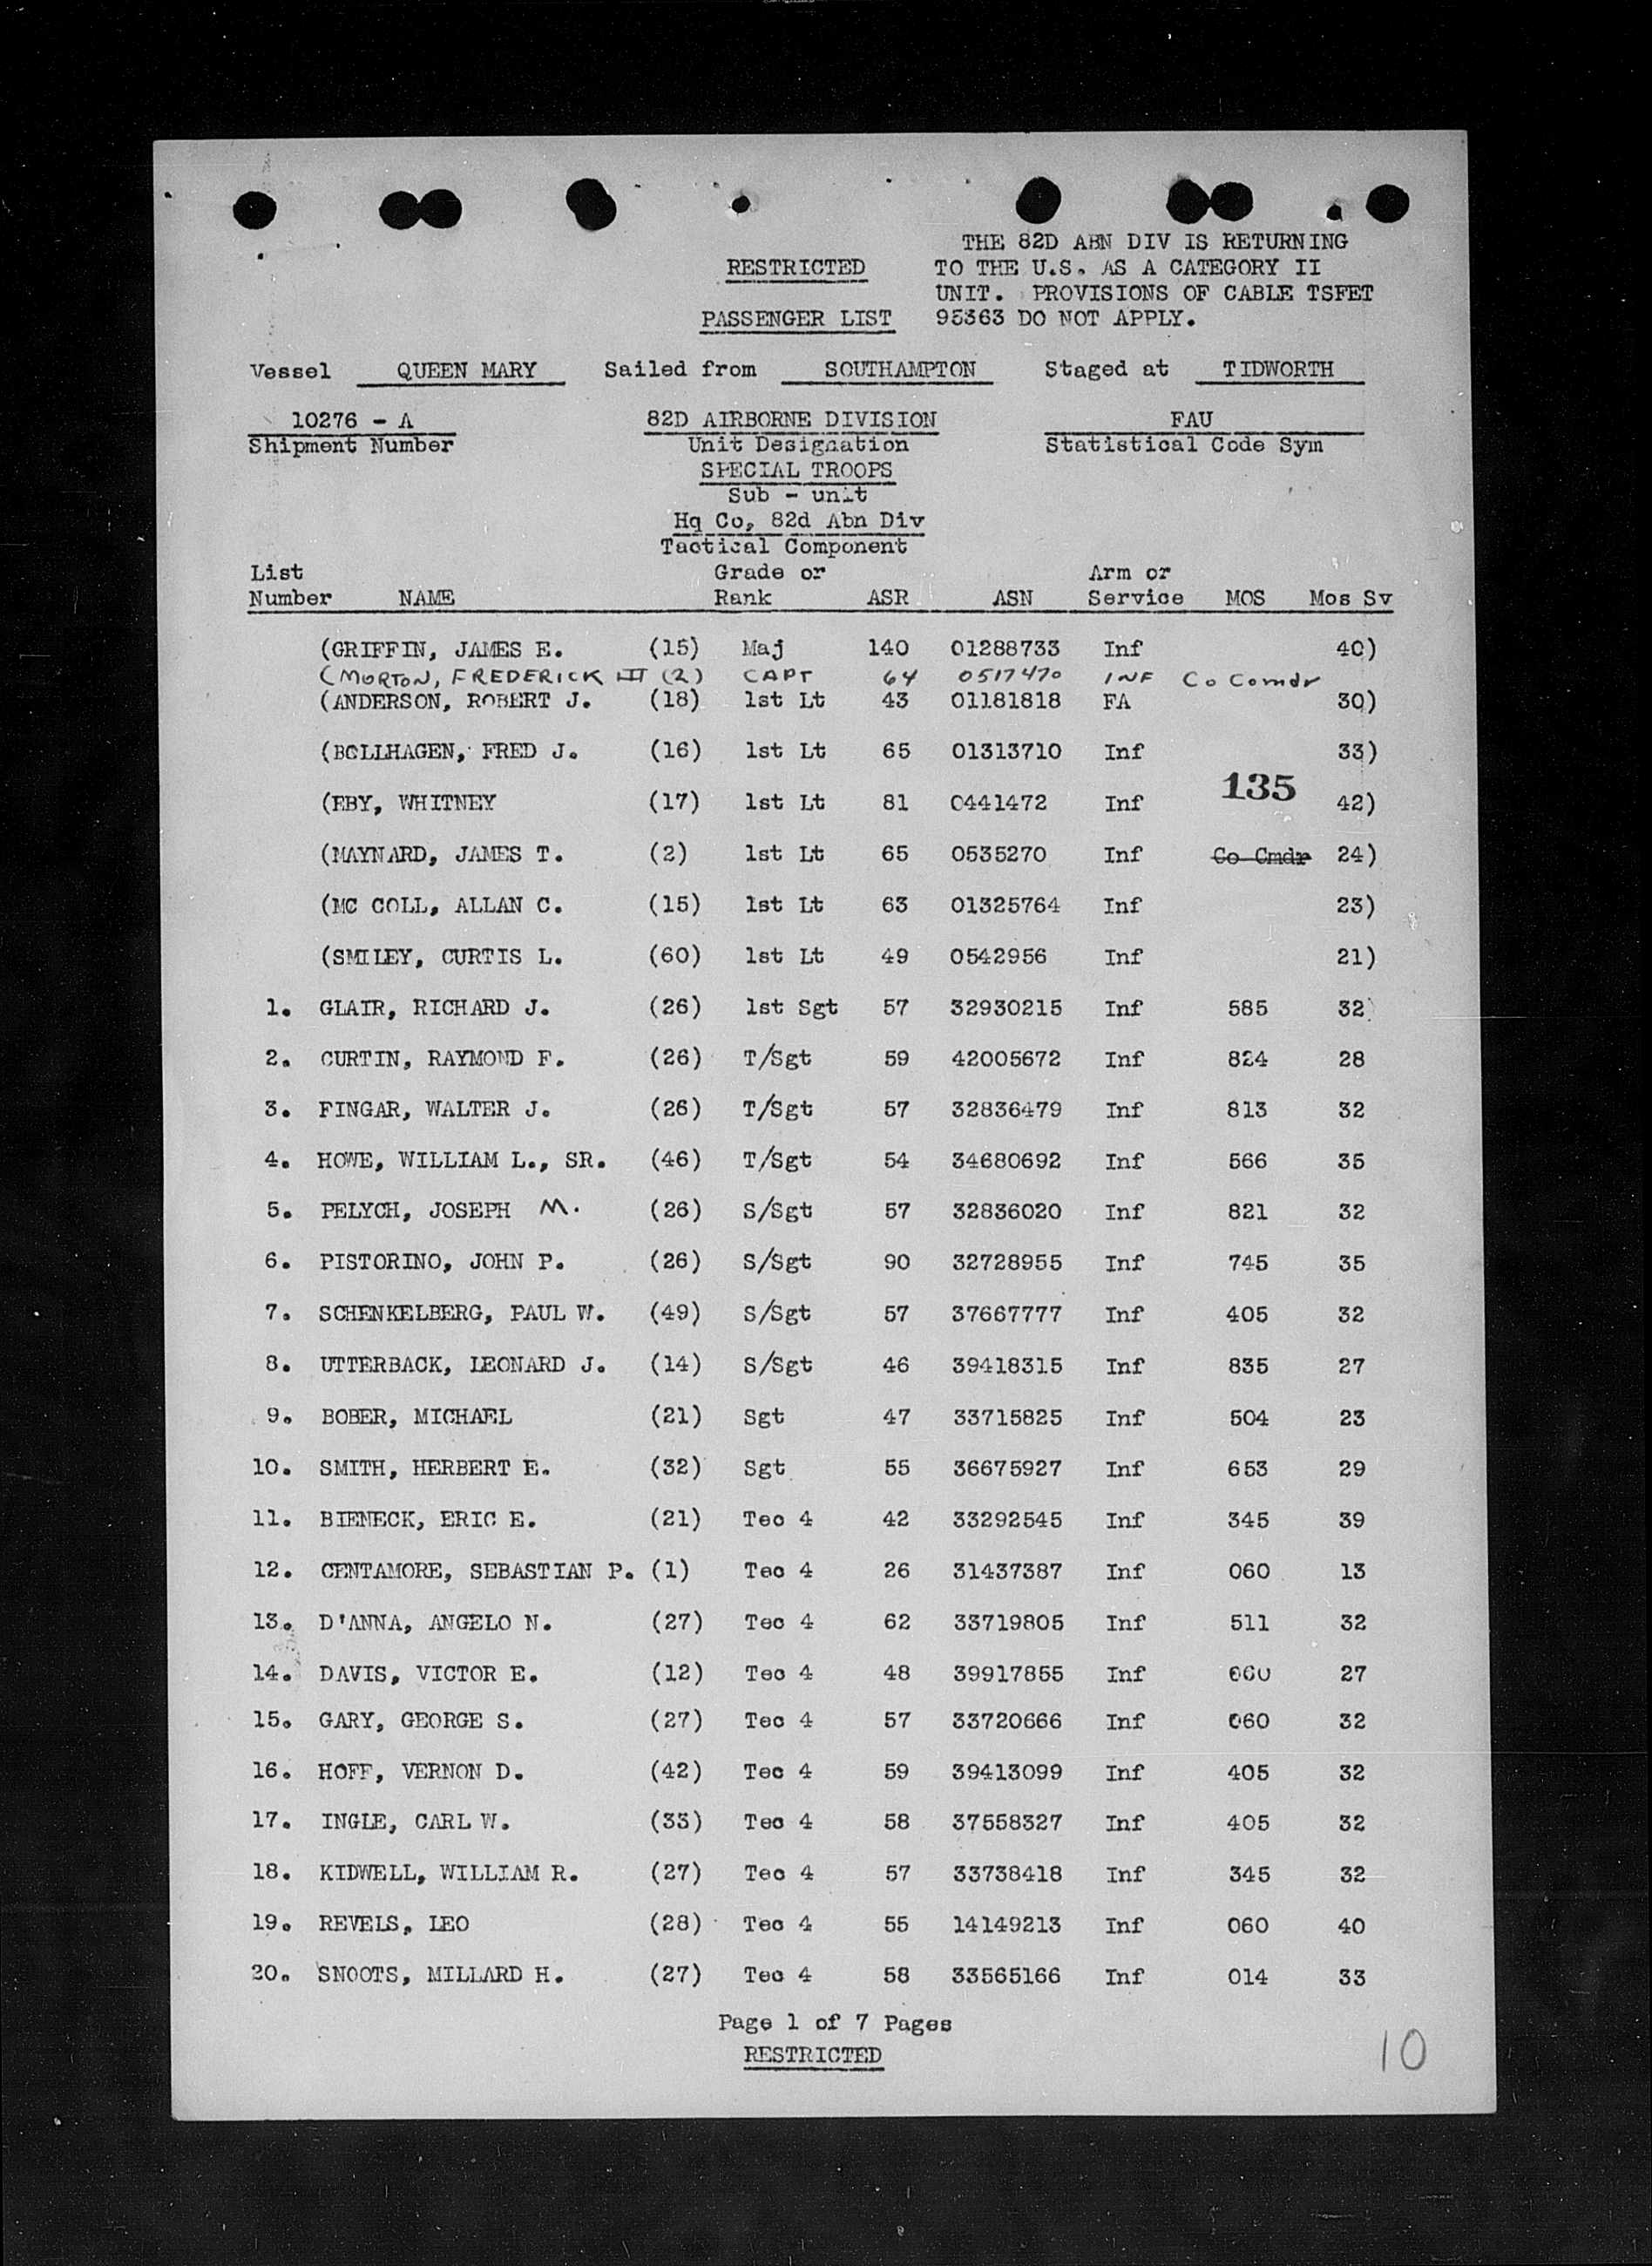 THE 82D ABN DIV IS RETURNING
RESTRICTED TO THE U.S. AS A CATEGORY II
UNIT. PROVISIONS OF CABLE TSFET
PASSENGER LIST 95363 DO NOT APPLY.
Vessel QUEEN MARY Sailed from SOUTHAMPTON Staged at TIDWORTH
10276 - A 82D AIRBORNE DIVISION FAU
Shipment Number Unit Designation Statistical Code Sym
SPECIAL TROOPS
Sub - unit
Hq Co, 82d Abn Div
Tactical Component
List Grade or Arm or
Number NAME Rank ASR ASN Service MOS Mos Sv
(GRIFFIN, JAMES E. (15) Maj 140 01288733 Inf 40)
(MORTON, FREDERICK III (2) CAPT 64 0517470 INF Co Comdr
(ANDERSON, ROBERT J. (18) 1st Lt 43 01181818 FA 30)
(BOLLHAGEN, FRED J. (16) 1st Lt 65 01313710 Inf 33)
135
(EBY, WHITNEY (17) 1st Lt 81 0441472 Inf 42)
(MAYNARD, JAMES T. (2) 1st Lt 65 0535270 Inf Co Cmdr 24)
(MC COLL, ALLAN C. (15) 1st Lt 63 01325764 Inf 23)
(SMILEY, CURTIS L. (60) 1st Lt 49 0542956 Inf 21)
1. GLAIR, RICHARD J. (26) 1st Sgt 57 32930215 Inf 585 32
2. CURTIN, RAYMOND F. (26) T/Sgt 59 42005672 Inf 824 28
3. FINGAR, WALTER J. (26) T/Sgt 57 32836479 Inf 813 32
4. HOWE, WILLIAM L., SR. (46) T/Sgt 54 34680692 Inf 566 35
5. PELYCH, JOSEPH M. (26) S/Sgt 57 32836020 Inf 821 32
6. PISTORINO, JOHN P. (26) S/Sgt 90 32728955 Inf 745 35
7. SCHENKELBERG, PAUL W. (49) S/Sgt 57 37667777 Inf 405 32
8. UTTERBACK, LEONARD J. (14) S/Sgt 46 39418315 Inf 835 27
9. BOBER, MICHAEL (21) Sgt 47 33715825 Inf 504 23
10. SMITH, HERBERT E. (32) Sgt 55 36675927 Inf 653 29
11. BIENECK, ERIC E. (21) Tec 4 42 33292545 Inf 345 39
12. CENTAMORE, SEBASTIAN P. (1) Tec 4 26 31437387 Inf 060 13
13. D'ANNA, ANGELO N. (27) Tec 4 62 33719805 Inf 511 32
14. DAVIS, VICTOR E. (12) Tec 4 48 39917855 Inf 060 27
15. GARY, GEORGE S. (27) Tec 4 57 33720666 Inf 060 32
16. HOFF, VERNON D. (42) Tec 4 59 39413099 Inf 405 32
17. INGLE, CARL W. (33) Tec 4 58 37558327 Inf 405 32
18. KIDWELL, WILLIAM R. (27) Tec 4 57 33738418 Inf 345 32
19. REVELS, LEO (28) Tec 4 55 14149213 Inf 060 40
20. SNOOTS, MILLARD H. (27) Tec 4 58 33565166 Inf 014 33
Page 1 of 7 Pages
RESTRICTED
10